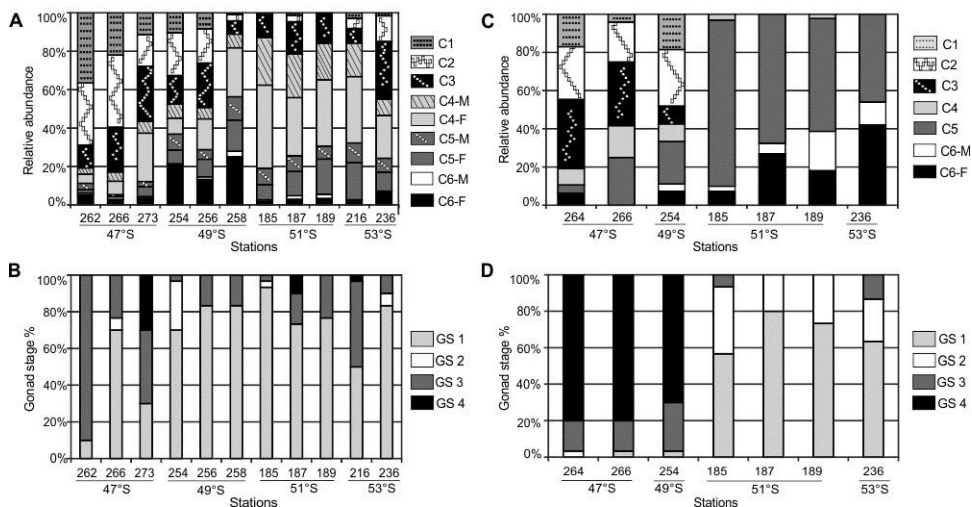 A
100%
80%
60%
40%
20%
0%
Relative abundance
262 266 273 254 256 258 185 187 189 216 236
47°S 49°S 51°S 53°S
Stations
C1
C2
C3
C4-M
C4-F
C5-M
C5-F
C6-M
C6-F
C
100%
80%
60%
40%
20%
0%
Relative abundance
264 266 254 185 187 189 236
47°S 49°S 51°S 53°S
Stations
C1
C2
C3
C4
C5
C6-M
C6-F
B
100%
80%
60%
40%
20%
0%
Gonad stage %
262 266 273 254 256 258 185 187 189 216 236
47°S 49°S 51°S 53°S
Stations
GS 1
GS 2
GS 3
GS 4
D
100%
80%
60%
40%
20%
0%
Gonad stage %
264 266 254 185 187 189 236
47°S 49°S 51°S 53°S
Stations
GS 1
GS 2
GS 3
GS 4